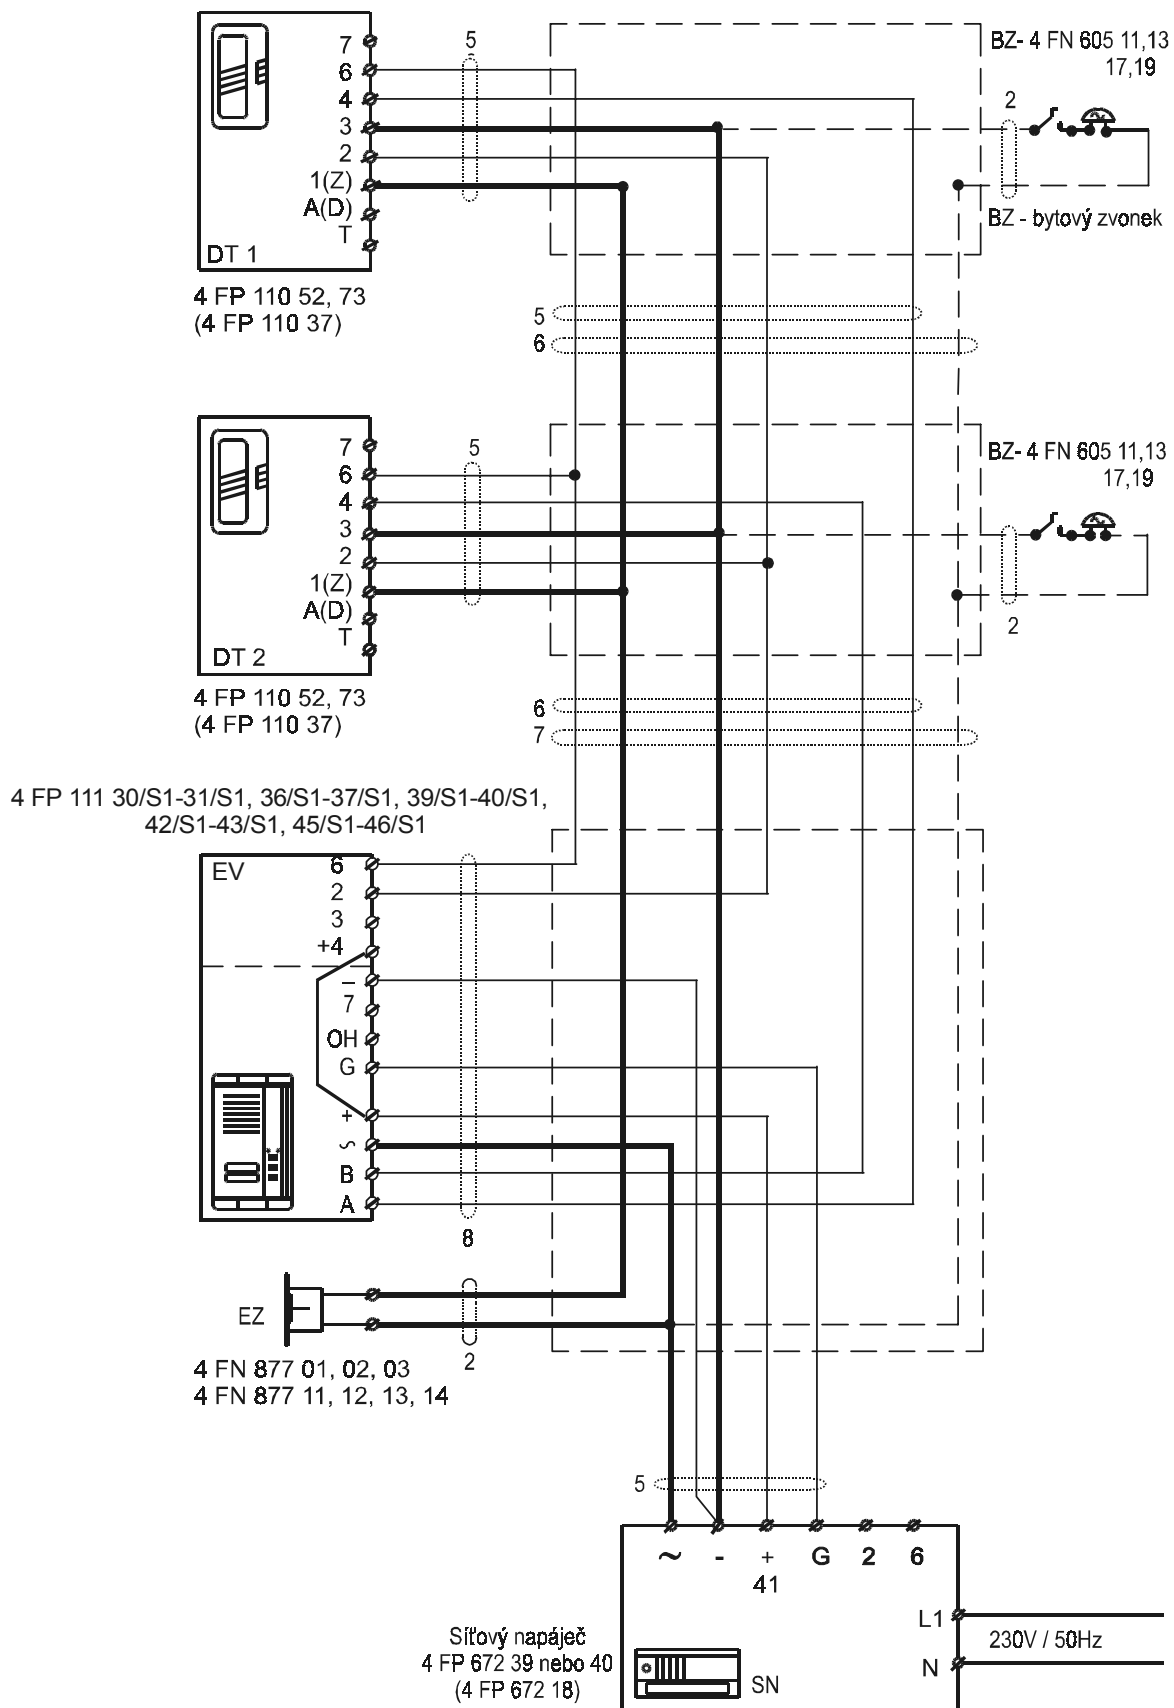 5
BZ- 4 FN 605 11,13
17,19
7
6
4
3
2
1(Z)
A(D)
T
DT 1
2
BZ - bytový zvonek
4 FP 110 52, 73
(4 FP 110 37)
5
6
5
BZ- 4 FN 605 11,13
17,19
7
6
4
3
2
1(Z)
A(D)
T
DT 2
2
4 FP 110 52, 73
(4 FP 110 37)
6
7
4 FP 111 30/S1-31/S1, 36/S1-37/S1, 39/S1-40/S1,
42/S1-43/S1, 45/S1-46/S1
EV
6
2
3
+4
–
7
OH
G
+
~
B
A
8
EZ
2
4 FN 877 01, 02, 03
4 FN 877 11, 12, 13, 14
5
~ - + G 2 6
41
L1
230V / 50Hz
N
Síťový napáječ
4 FP 672 39 nebo 40
(4 FP 672 18)
SN